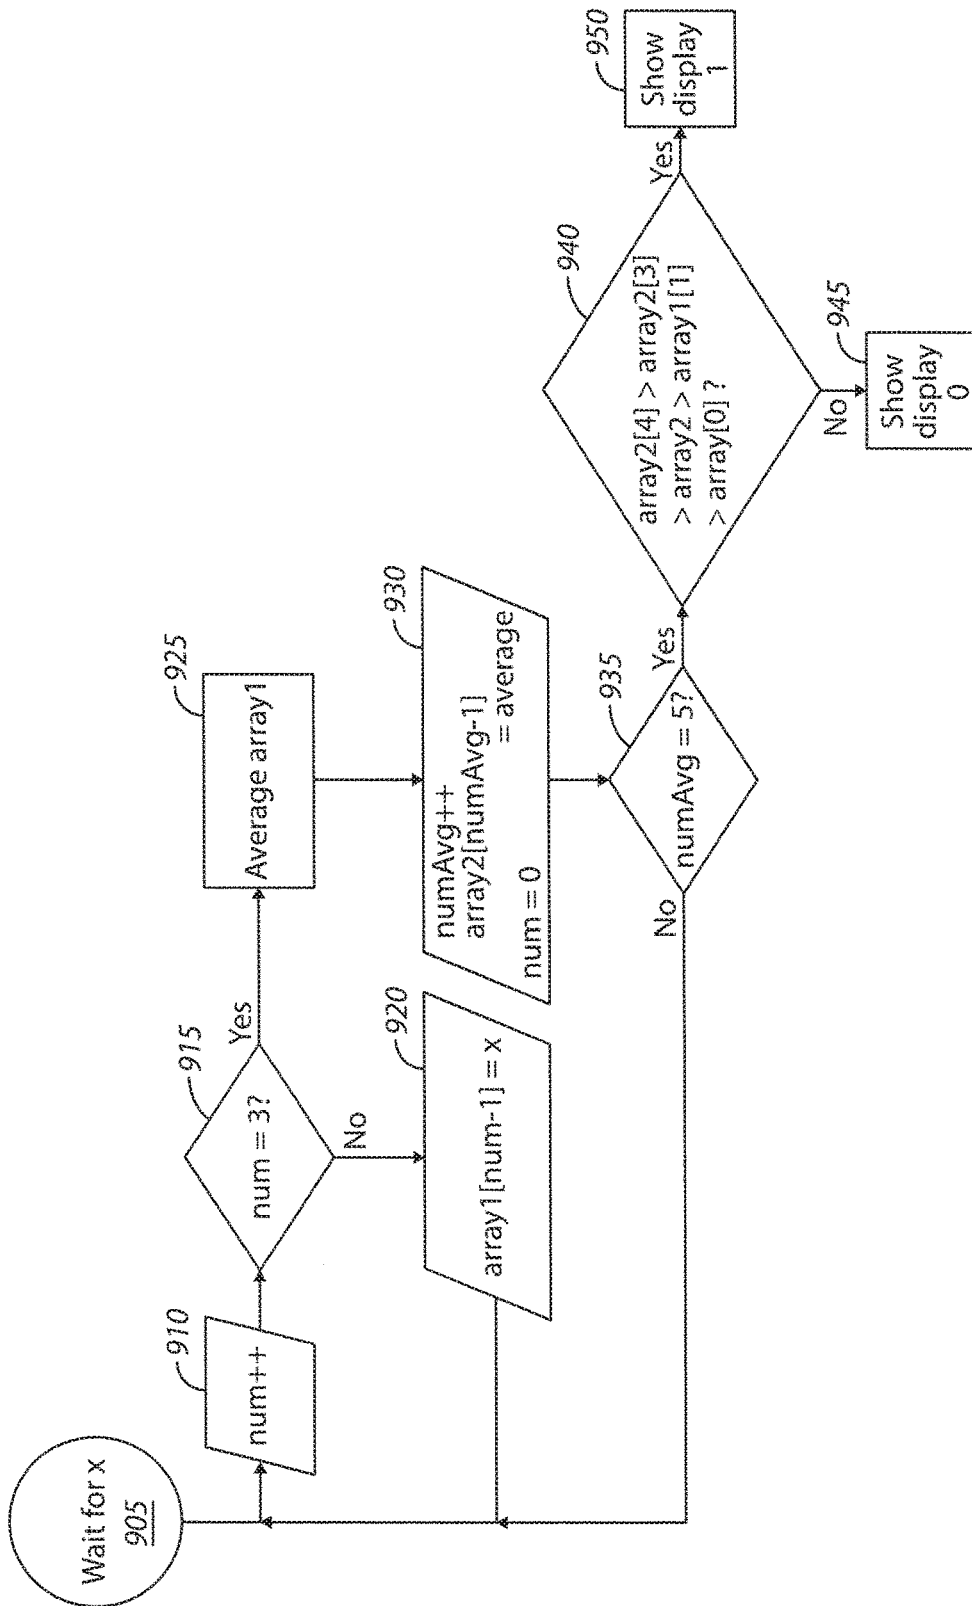 Wait for x
905
910
num++
915
num = 3?
Yes
No
920
array1[num-1] = x
925
Average array1
930
numAvg++
array2[numAvg-1]
= average
num = 0
935
numAvg = 5?
No
Yes
940
array2[4] > array2[3]
> array2 > array1[1]
> array[0] ?
No
Yes
945
Show
display
0
950
Show
display
1